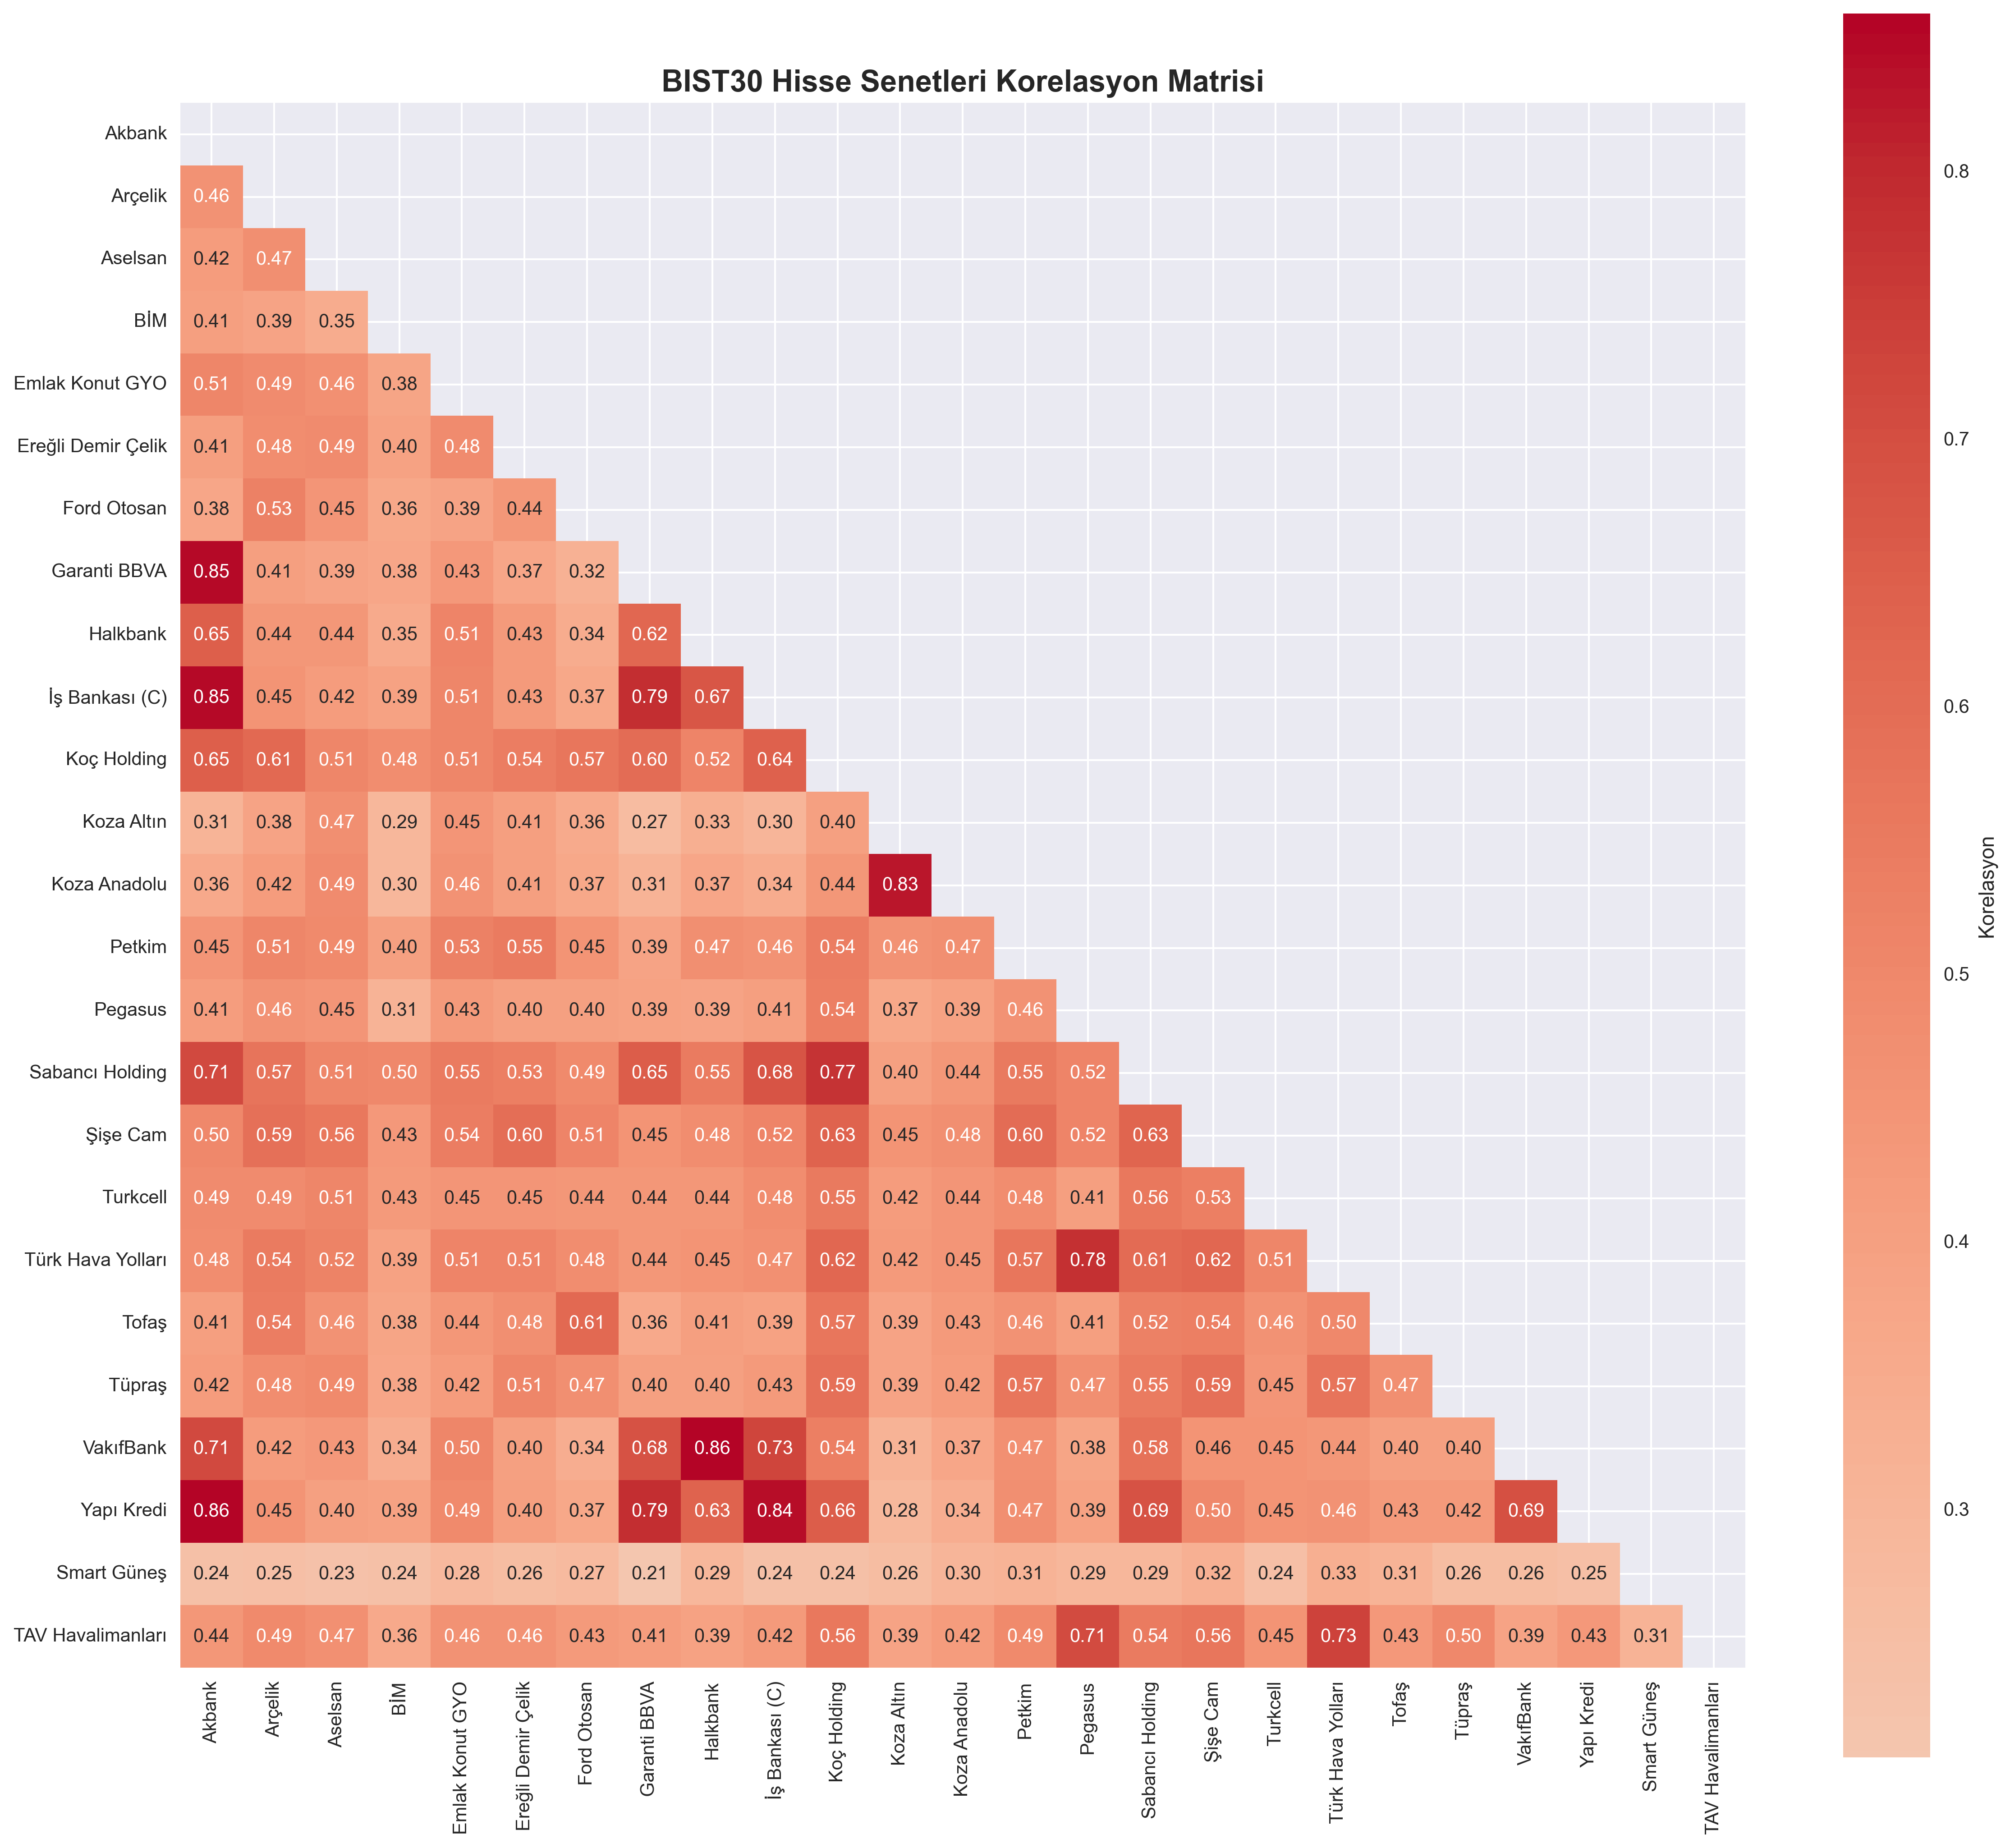 BIST30 Hisse Senetleri Korelasyon Matrisi
Akbank
Arçelik 0.46
Aselsan 0.42 0.47
BİM 0.41 0.39 0.35
Emlak Konut GYO 0.51 0.49 0.46 0.38
Ereğli Demir Çelik 0.41 0.48 0.49 0.40 0.48
Ford Otosan 0.38 0.53 0.45 0.36 0.39 0.44
Garanti BBVA 0.85 0.41 0.39 0.38 0.43 0.37 0.32
Halkbank 0.65 0.44 0.44 0.35 0.51 0.43 0.34 0.62
İş Bankası (C) 0.85 0.45 0.42 0.39 0.51 0.43 0.37 0.79 0.67
Koç Holding 0.65 0.61 0.51 0.48 0.51 0.54 0.57 0.60 0.52 0.64
Koza Altın 0.31 0.38 0.47 0.29 0.45 0.41 0.36 0.27 0.33 0.30 0.40
Koza Anadolu 0.36 0.42 0.49 0.30 0.46 0.41 0.37 0.31 0.37 0.34 0.44 0.83
Petkim 0.45 0.51 0.49 0.40 0.53 0.55 0.45 0.39 0.47 0.46 0.54 0.46 0.47
Pegasus 0.41 0.46 0.45 0.31 0.43 0.40 0.40 0.39 0.39 0.41 0.54 0.37 0.39 0.46
Sabancı Holding 0.71 0.57 0.51 0.50 0.55 0.53 0.49 0.65 0.55 0.68 0.77 0.40 0.44 0.55 0.52
Şişe Cam 0.50 0.59 0.56 0.43 0.54 0.60 0.51 0.45 0.48 0.52 0.63 0.45 0.48 0.60 0.52 0.63
Turkcell 0.49 0.49 0.51 0.43 0.45 0.45 0.44 0.44 0.44 0.48 0.55 0.42 0.44 0.48 0.41 0.56 0.53
Türk Hava Yolları 0.48 0.54 0.52 0.39 0.51 0.51 0.48 0.44 0.45 0.47 0.62 0.42 0.45 0.57 0.78 0.61 0.62 0.51
Tofaş 0.41 0.54 0.46 0.38 0.44 0.48 0.61 0.36 0.41 0.39 0.57 0.39 0.43 0.46 0.41 0.52 0.54 0.46 0.50
Tüpraş 0.42 0.48 0.49 0.38 0.42 0.51 0.47 0.40 0.40 0.43 0.59 0.39 0.42 0.57 0.47 0.55 0.59 0.45 0.57 0.47
VakıfBank 0.71 0.42 0.43 0.34 0.50 0.40 0.34 0.68 0.86 0.73 0.54 0.31 0.37 0.47 0.38 0.58 0.46 0.45 0.44 0.40 0.40
Yapı Kredi 0.86 0.45 0.40 0.39 0.49 0.40 0.37 0.79 0.63 0.84 0.66 0.28 0.34 0.47 0.39 0.69 0.50 0.45 0.46 0.43 0.42 0.69
Smart Güneş 0.24 0.25 0.23 0.24 0.28 0.26 0.27 0.21 0.29 0.24 0.24 0.26 0.30 0.31 0.29 0.29 0.32 0.24 0.33 0.31 0.26 0.26 0.25
TAV Havalimanları 0.44 0.49 0.47 0.36 0.46 0.46 0.43 0.41 0.39 0.42 0.56 0.39 0.42 0.49 0.71 0.54 0.56 0.45 0.73 0.43 0.50 0.39 0.43 0.31
Akbank
Arçelik
Aselsan
BİM
Emlak Konut GYO
Ereğli Demir Çelik
Ford Otosan
Garanti BBVA
Halkbank
İş Bankası (C)
Koç Holding
Koza Altın
Koza Anadolu
Petkim
Pegasus
Sabancı Holding
Şişe Cam
Turkcell
Türk Hava Yolları
Tofaş
Tüpraş
VakıfBank
Yapı Kredi
Smart Güneş
TAV Havalimanları
0.8
0.7
0.6
0.5
0.4
0.3
Korelasyon